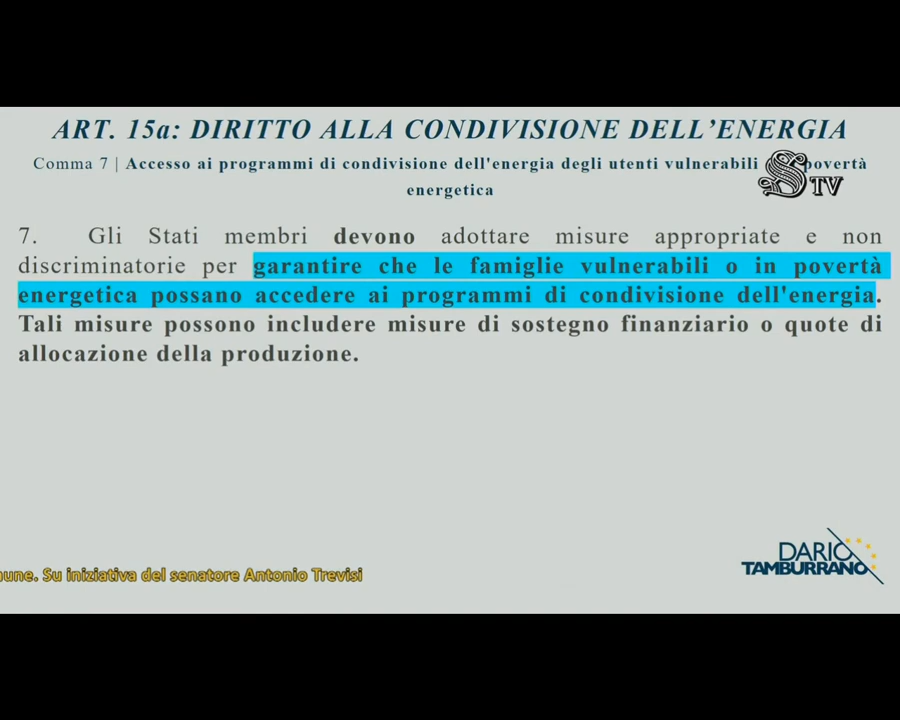 ART. 15a: DIRITTO ALLA CONDIVISIONE DELL'ENERGIA
Comma 7 | Accesso ai programmi di condivisione dell'energia degli utenti vulnerabili povertà
energetica
S TV
7. Gli Stati membri devono adottare misure appropriate e non
discriminatorie per garantire che le famiglie vulnerabili o in povertà
energetica possano accedere ai programmi di condivisione dell'energia.
Tali misure possono includere misure di sostegno finanziario o quote di
allocazione della produzione.
DARIO
TAMBURRANO
. Su iniziativa del senatore Antonio Trevisi